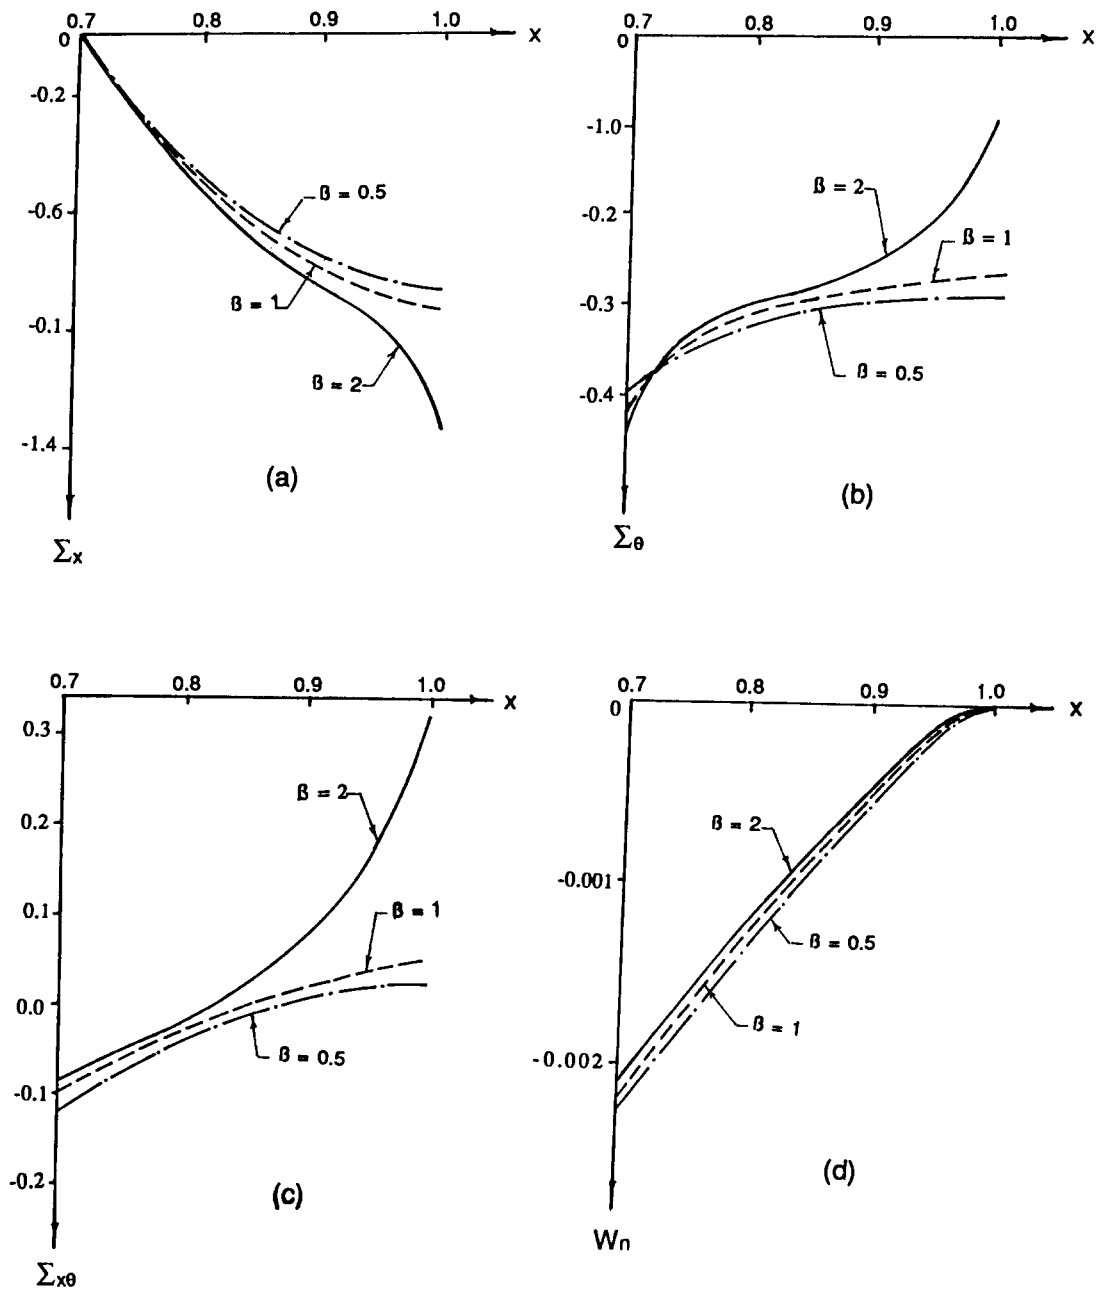 0.7 0.8 0.9 1.0
x
0
-0.2
-0.6
-0.1
-1.4
β = 0.5
β = 1
β = 2
(a)
Σx
0.7 0.8 0.9 1.0
x
0
-1.0
-0.2
-0.3
-0.4
β = 2
β = 1
β = 0.5
(b)
Σθ
0.7 0.8 0.9 1.0
x
0.3
0.2
0.1
0.0
-0.1
-0.2
β = 2
β = 1
β = 0.5
(c)
Σxθ
0.7 0.8 0.9 1.0
x
0
-0.001
-0.002
β = 2
β = 0.5
β = 1
(d)
Wn